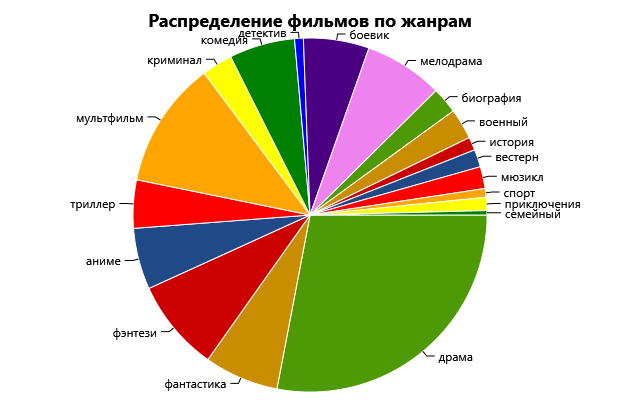 Распределение фильмов по жанрам
детектив
боевик
комедия
мелодрама
криминал
биография
мультфильм
военный
история
вестерн
мюзикл
спорт
триллер
приключения
семейный
аниме
фэнтези
драма
фантастика